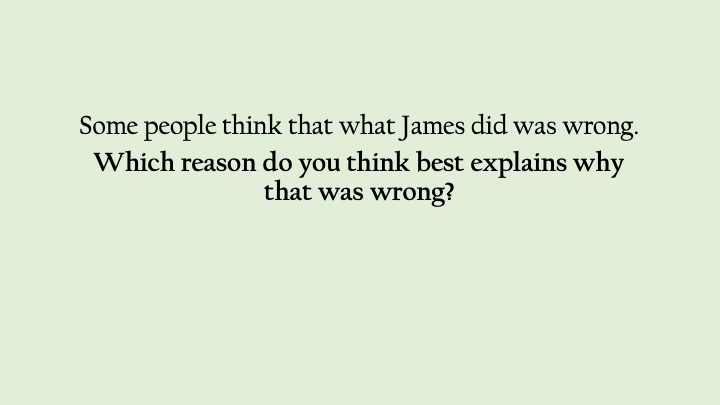 Some people think that what James did was wrong.
Which reason do you think best explains why
that was wrong?